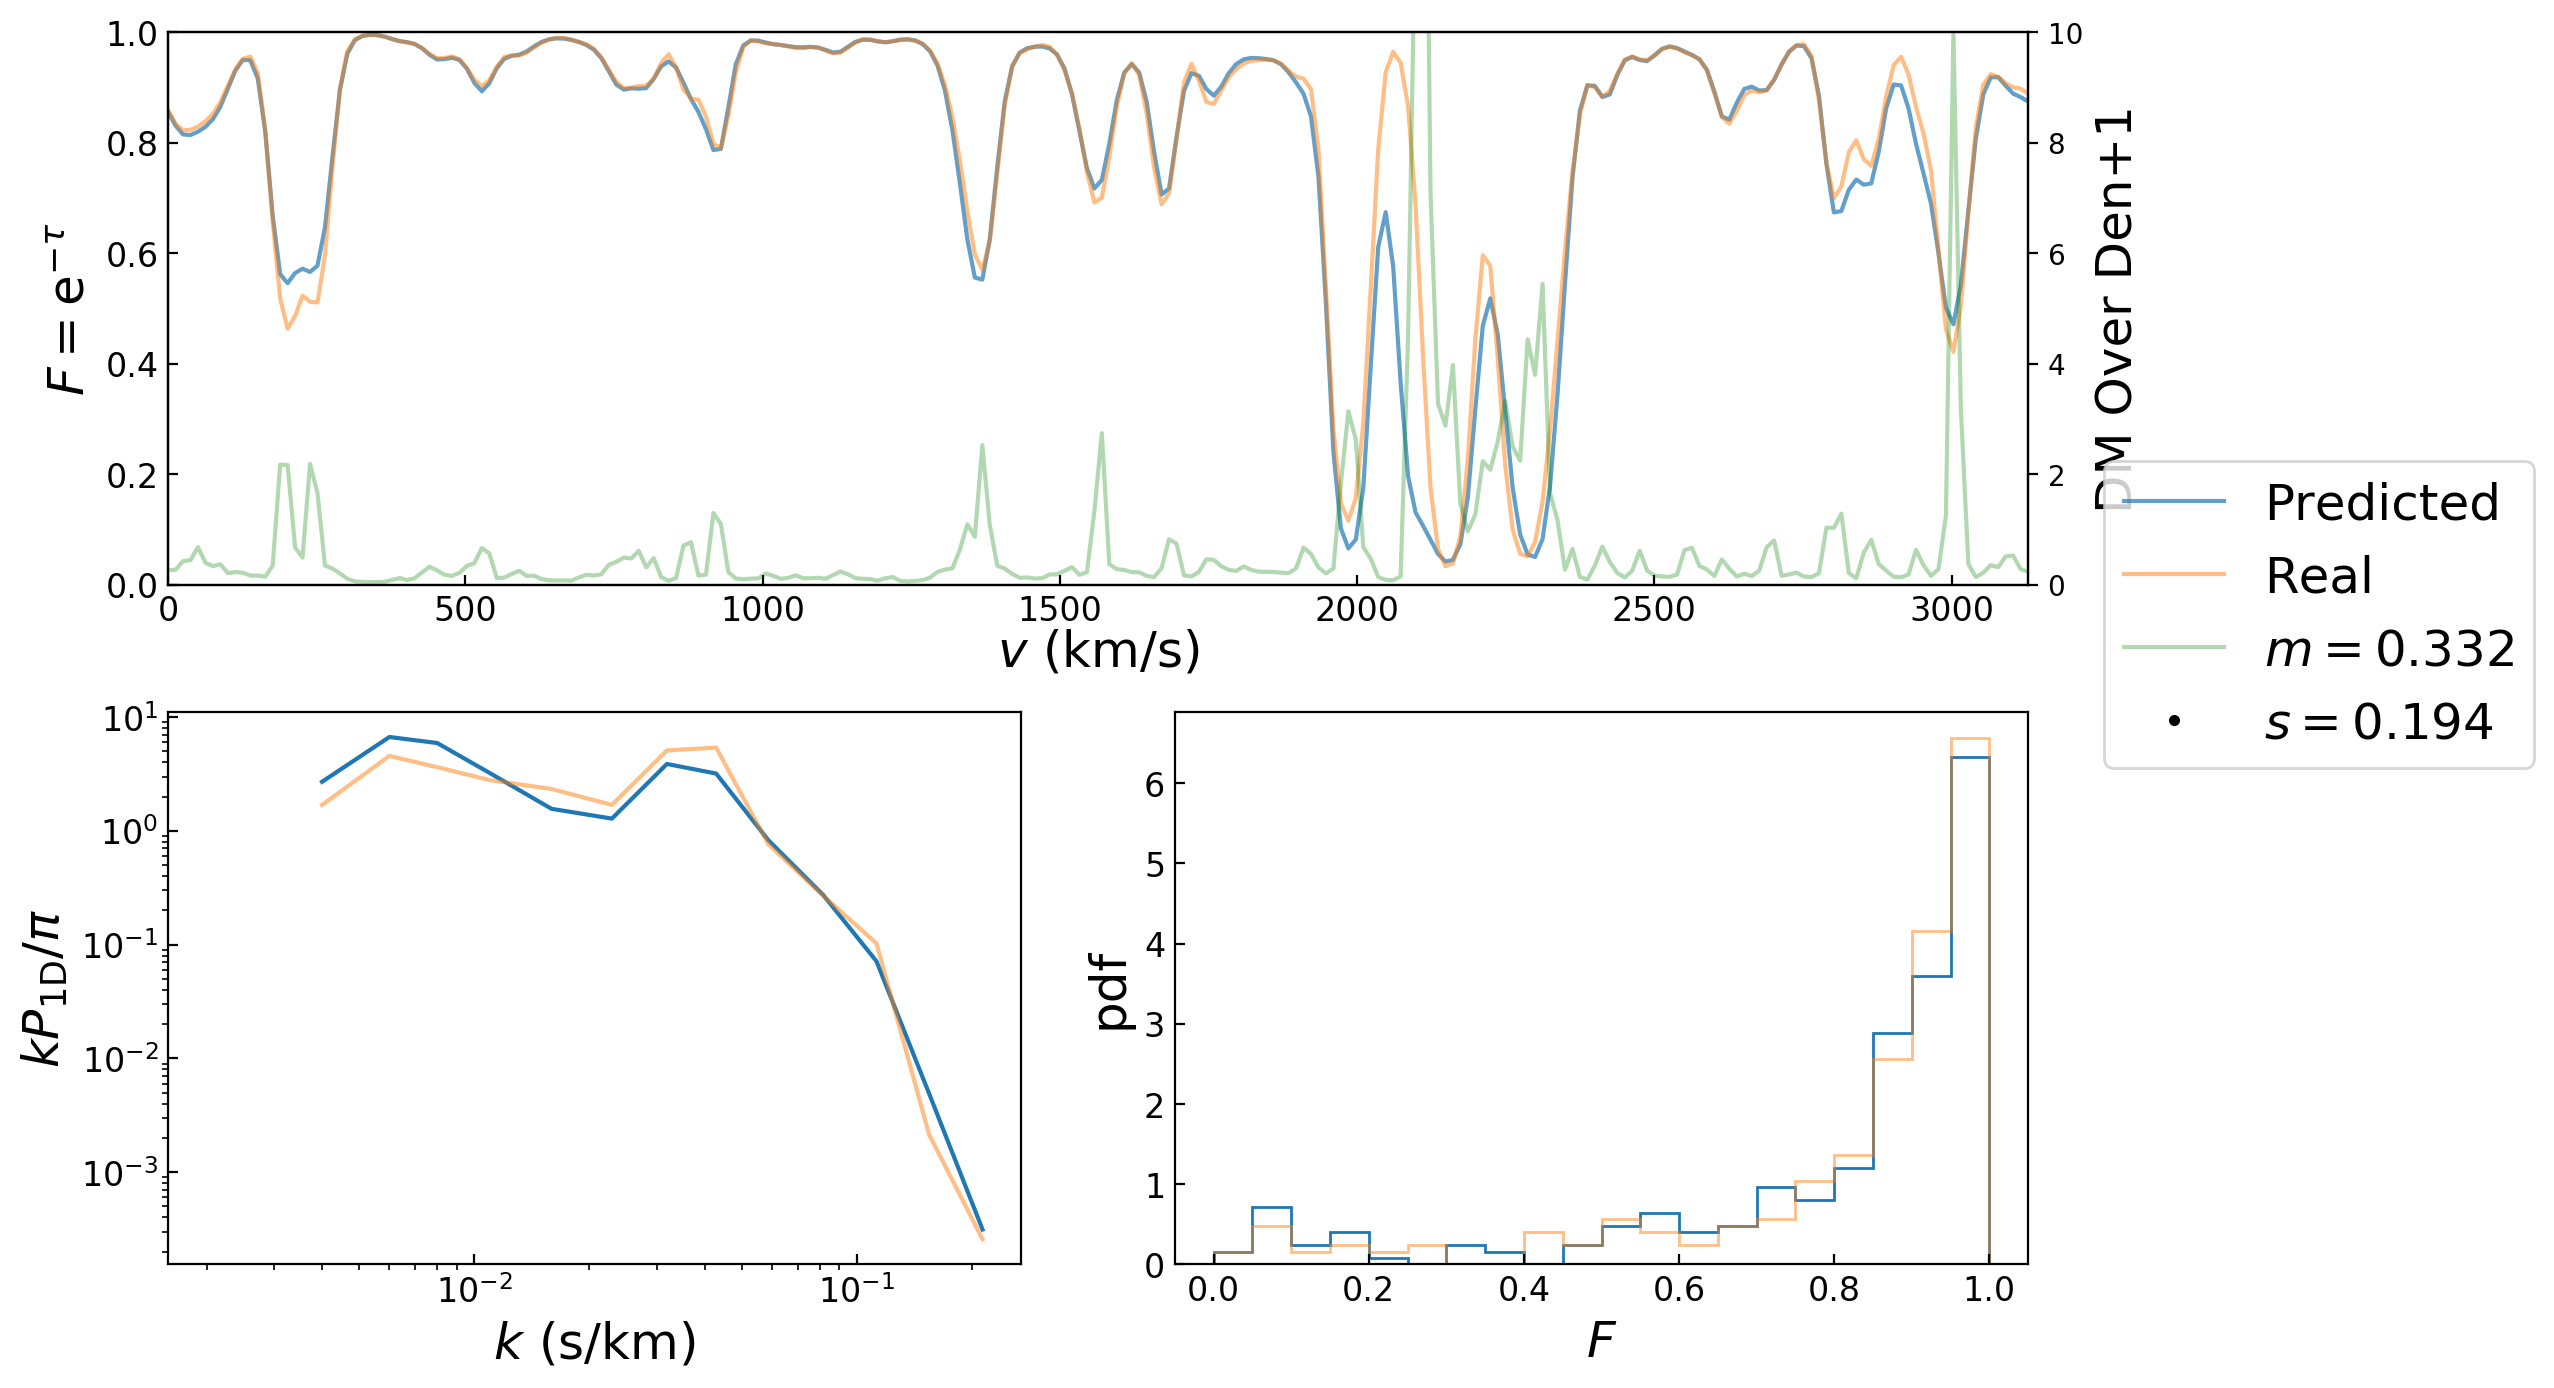 1.0
0.8
0.6
0.4
0.2
0.0
F = e^{−τ}
0 500 1000 1500 2000 2500 3000
v (km/s)
10
8
6
4
2
0
DM Over Den+1
Predicted
Real
m = 0.332
s = 0.194
10^1
10^0
10^{−1}
10^{−2}
10^{−3}
kP_{1D}/π
10^{−2} 10^{−1}
k (s/km)
6
5
4
3
2
1
0
pdf
0.0 0.2 0.4 0.6 0.8 1.0
F